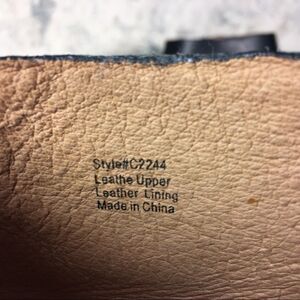 Style#C2244
Leathe Upper
Leather Lining
Made in China